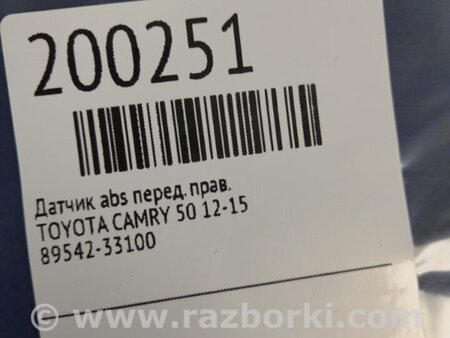 200251
Датчик abs перед. прав.
TOYOTA CAMRY 50 12-15
89542-33100
© www.razborki.com